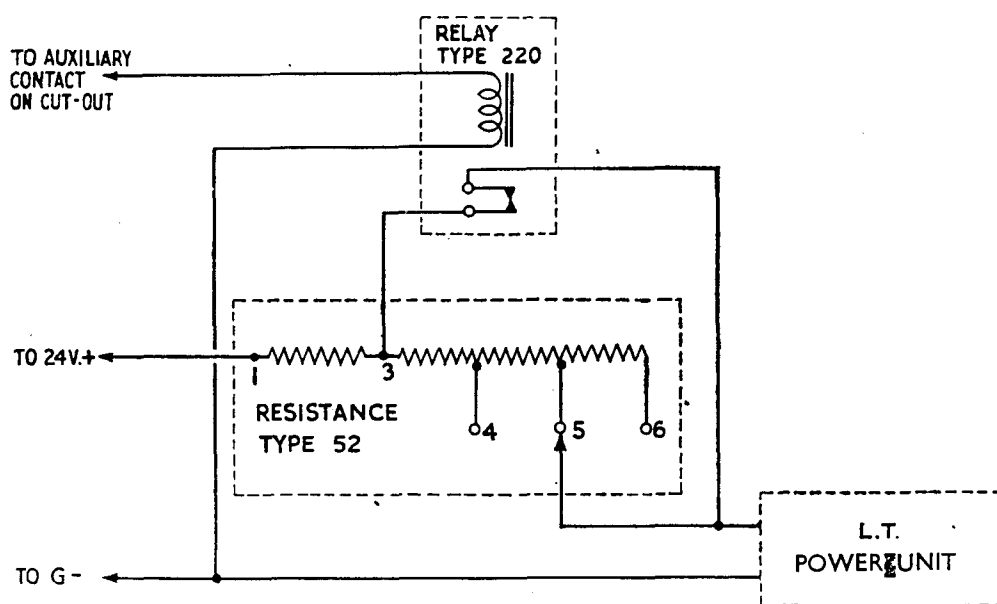 RELAY
TYPE 220
TO AUXILIARY
CONTACT
ON CUT-OUT
TO 24V.+
1
3
RESISTANCE
TYPE 52
4
5
6
L.T.
POWER UNIT
TO G -